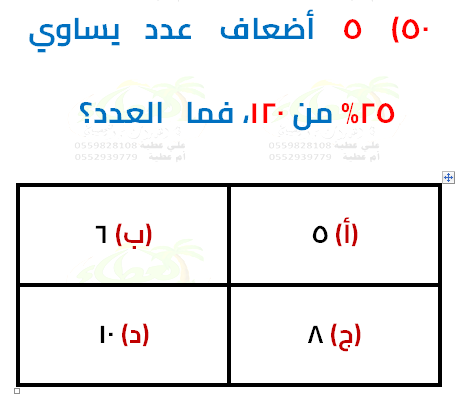 ٥٠) ٥ أضعاف عدد يساوي
٢٥% من ١٢٠، فما العدد؟
علي عطية 0559828108
أم عطية 0552939779
علي عطية 0559828108
أم عطية 0552939779
(أ) ٥
(ب) ٦
(ج) ٨
(د) ١٠